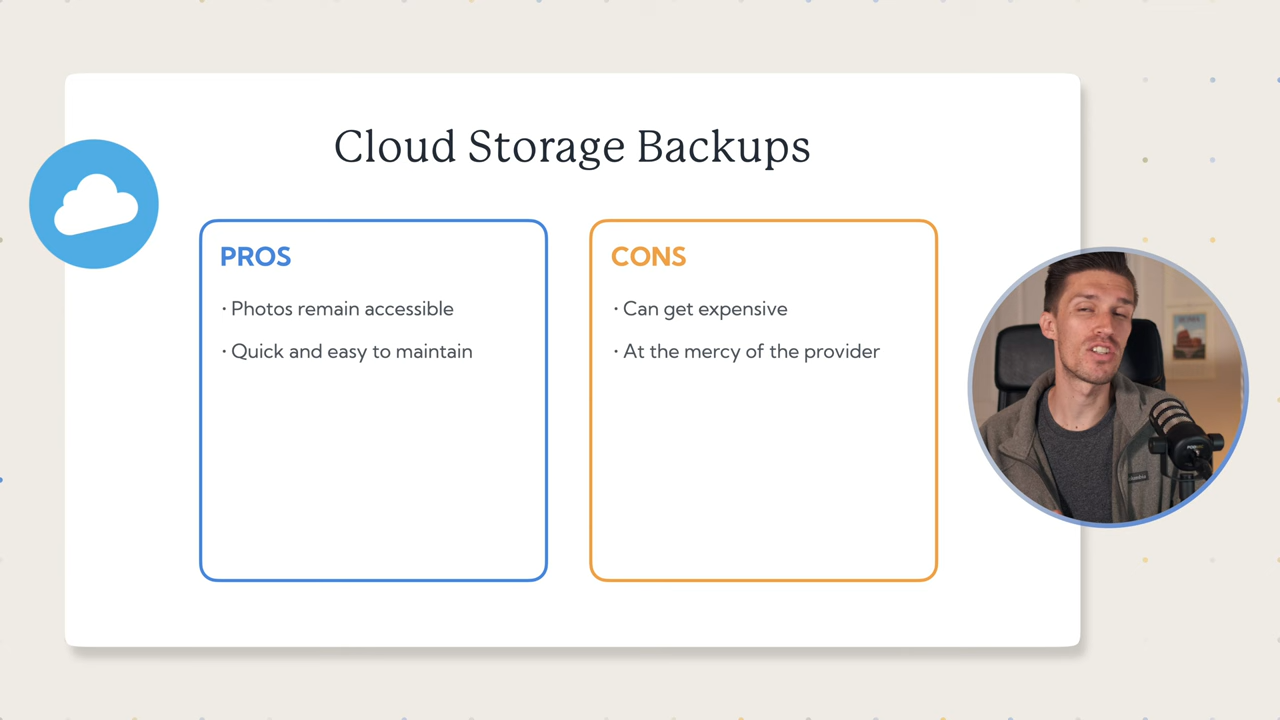 Cloud Storage Backups
PROS
· Photos remain accessible
· Quick and easy to maintain
CONS
· Can get expensive
· At the mercy of the provider